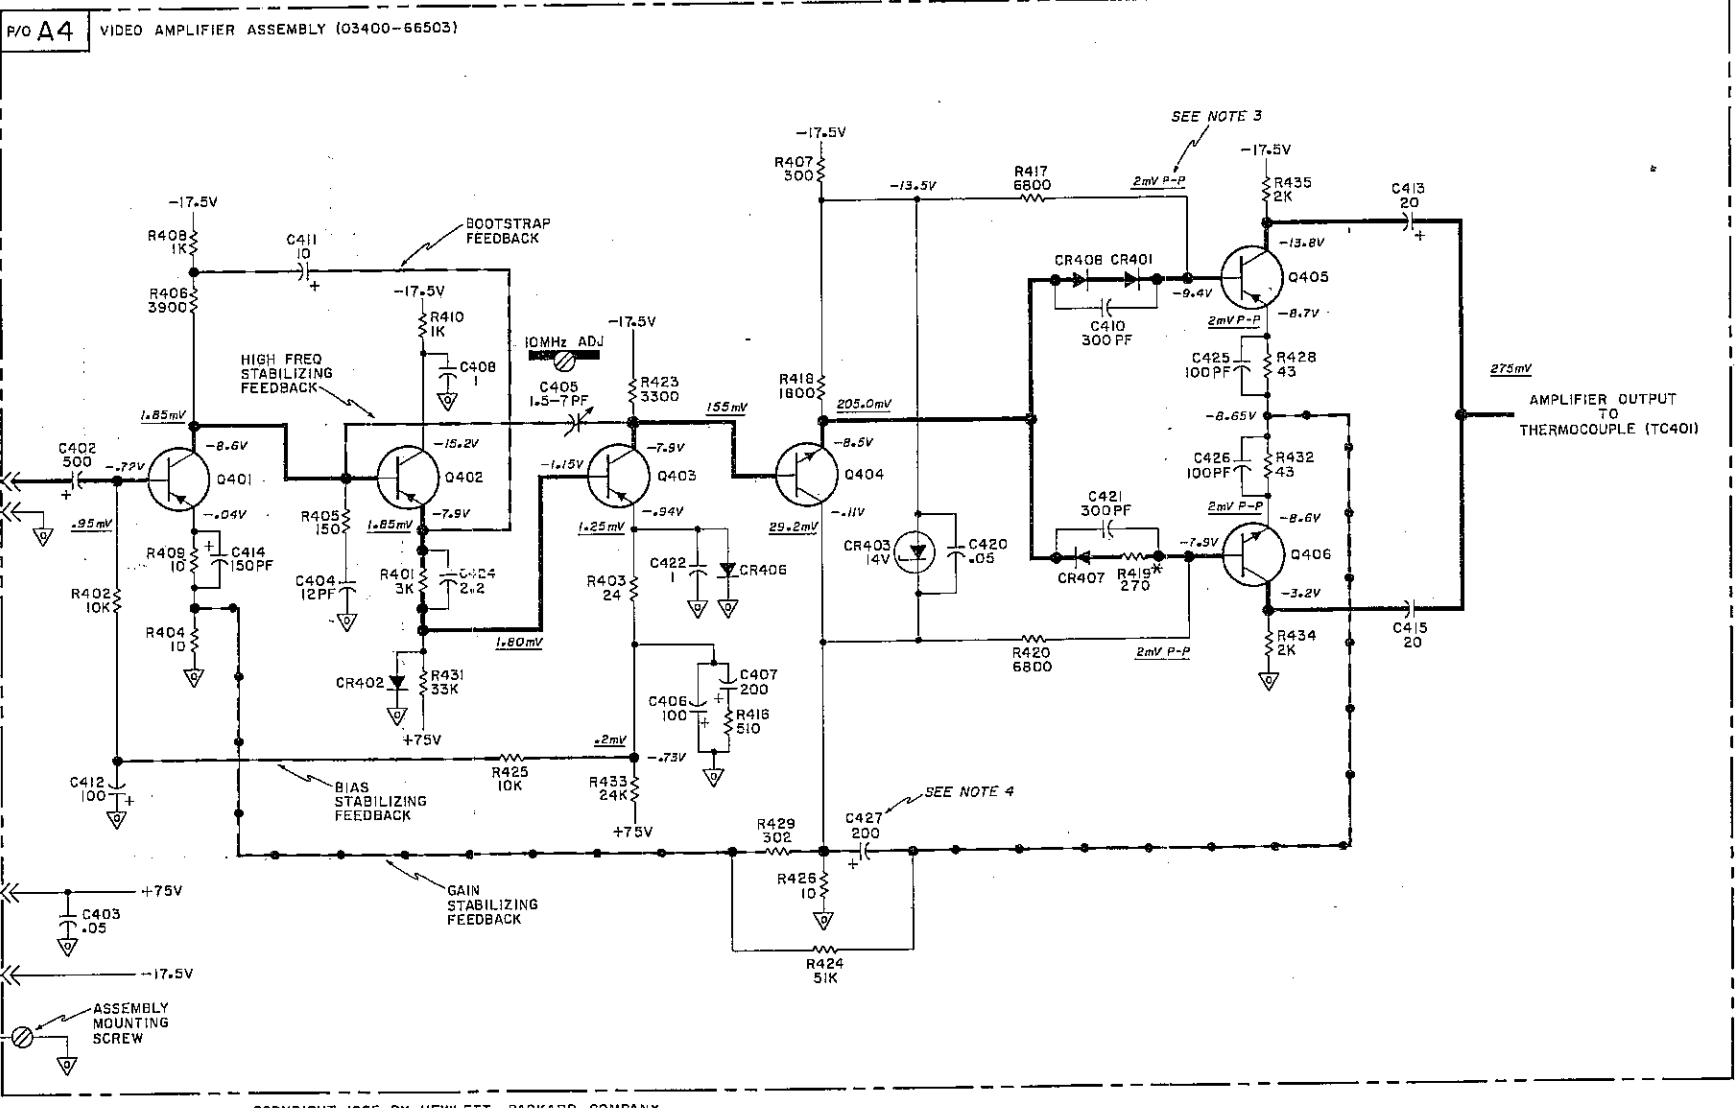 P/O A4
VIDEO AMPLIFIER ASSEMBLY (03400-66503)
SEE NOTE 3
-17.5V
R407
300
-13.5V
R417
6800
2mV P-P
-17.5V
R435
2K
C413
20
+
-17.5V
R408
1K
C411
10
+
BOOTSTRAP
FEEDBACK
R406
3900
-17.5V
R410
1K
C408
1
-17.5V
10MHz ADJ
HIGH FREQ
STABILIZING
FEEDBACK
C405
1.5-7PF
R423
3300
R418
1800
CR408
CR401
C410
300PF
-9.4V
-13.8V
Q405
-8.7V
2mV P-P
C425
100PF
R428
43
275mV
1.85mV
-8.6V
155mV
205.0mV
-8.65V
AMPLIFIER OUTPUT
TO
THERMOCOUPLE (TC401)
C402
500
+
-.72V
Q401
-15.2V
Q402
-1.15V
-7.9V
Q403
-8.5V
Q404
C426
100PF
R432
43
.95mV
-.04V
R405
150
1.85mV
-7.9V
1.25mV
-.94V
29.2mV
-.11V
C421
300PF
2mV P-P
-8.6V
R409
10
+
C414
150PF
C404
12PF
R401
3K
2.2
R403
24
C422
1
CR406
CR403
14V
C420
.05
CR407
R419*
270
-7.9V
Q406
-3.2V
R402
10K
R404
10
1.80mV
R420
6800
2mV P-P
R434
2K
C415
20
CR402
R431
33K
+75V
C406
100
+
C407
200
+
R416
510
.2mV
-.73V
C412
100
+
BIAS
STABILIZING
FEEDBACK
R425
10K
R433
24K
+75V
SEE NOTE 4
R429
302
C427
200
+
R426
10
GAIN
STABILIZING
FEEDBACK
+75V
C403
.05
R424
51K
-17.5V
ASSEMBLY
MOUNTING
SCREW